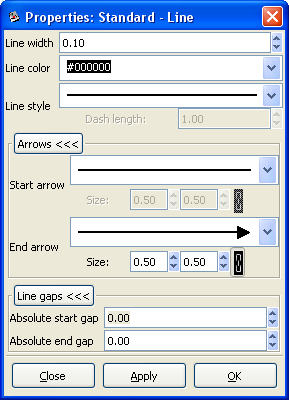 Properties: Standard - Line
Line width 0.10
Line color #000000
Line style
Dash length: 1.00
Arrows <<<
Start arrow
Size: 0.50 0.50
End arrow
Size: 0.50 0.50
Line gaps <<<
Absolute start gap 0.00
Absolute end gap 0.00
Close Apply OK